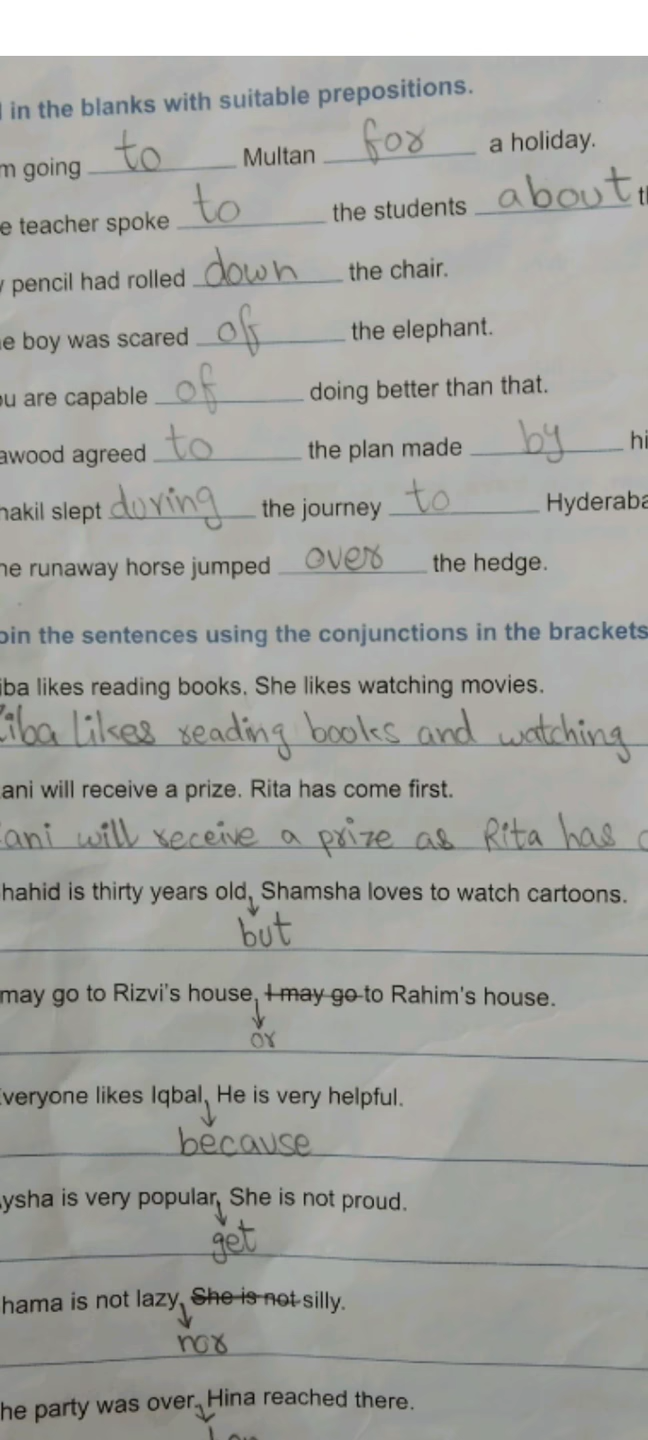 in the blanks with suitable prepositions.
m going to Multan for a holiday.
e teacher spoke to the students about
pencil had rolled down the chair.
e boy was scared of the elephant.
ou are capable of doing better than that.
awood agreed to the plan made by hi
hakil slept during the journey to Hyderaba
he runaway horse jumped over the hedge.
oin the sentences using the conjunctions in the brackets
iba likes reading books. She likes watching movies.
iba likes reading books and watching
ani will receive a prize. Rita has come first.
ani will receive a prize as Rita has
hahid is thirty years old, Shamsha loves to watch cartoons.
but
may go to Rizvi's house, I may go to Rahim's house.
or
veryone likes Iqbal, He is very helpful.
because
ysha is very popular, She is not proud.
get
hama is not lazy, She is not silly.
nor
he party was over, Hina reached there.